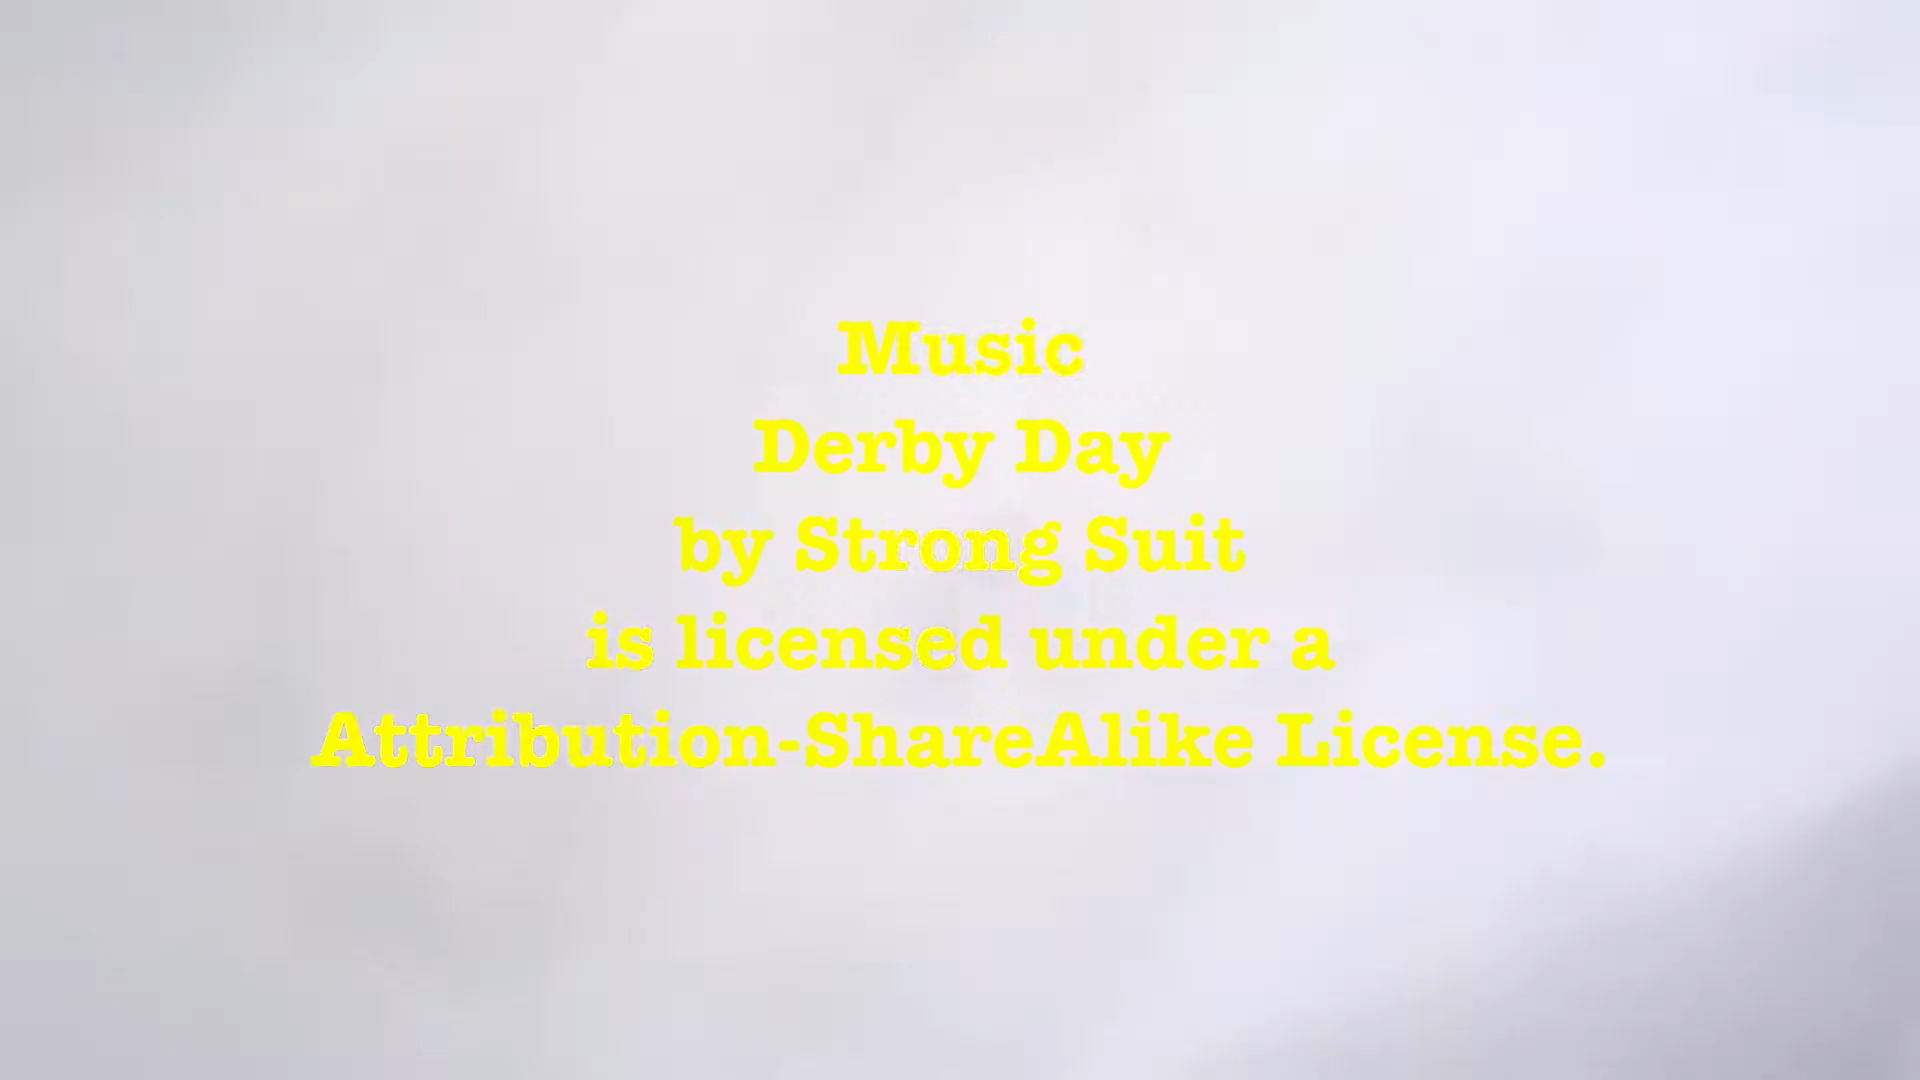 Music
Derby Day
by Strong Suit
is licensed under a
Attribution-ShareAlike License.